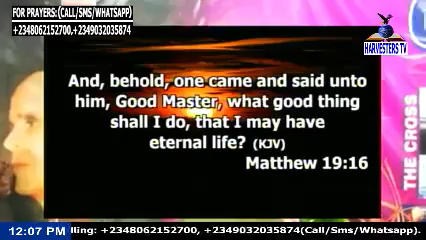 FOR PRAYERS:(CALL/SMS/WHATSAPP)
+2348062152700,+2349032035874
HARVESTERS TV
And, behold, one came and said unto
him, Good Master, what good thing
shall I do, that I may have
eternal life? (KJV)
Matthew 19:16
THE CROSS
12:07 PM
lling: +2348062152700, +2349032035874(Call/Sms/Whatsapp).